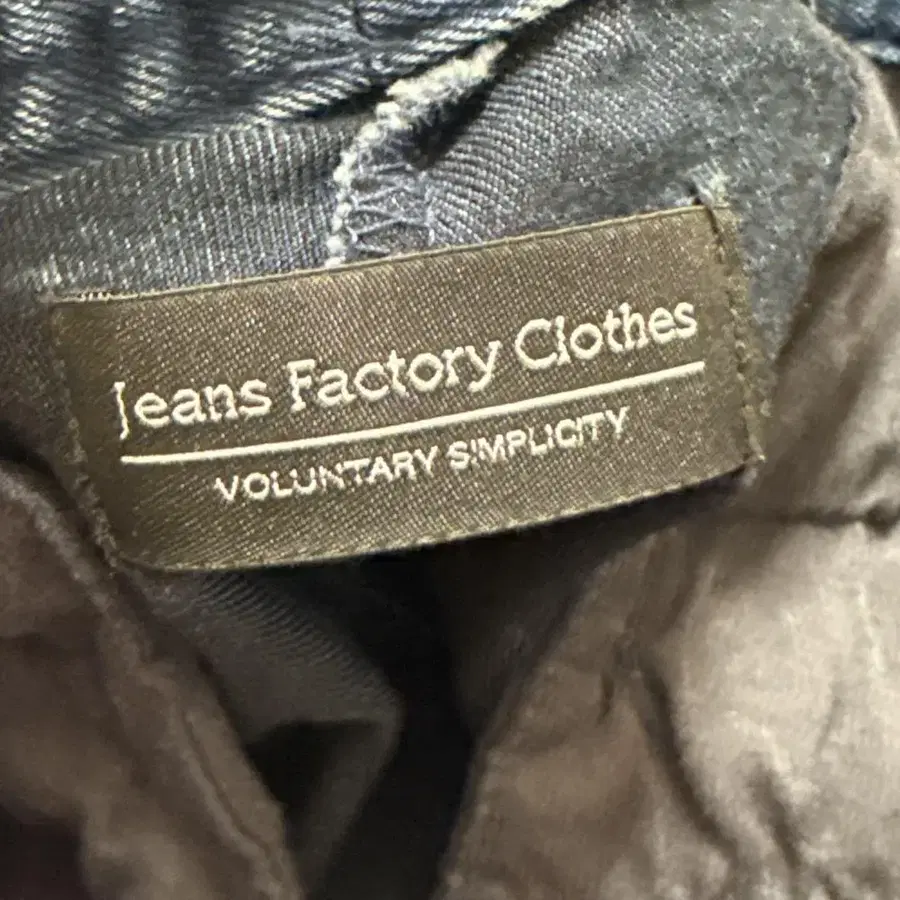 Jeans Factory Clothes
VOLUNTARY SIMPLICITY